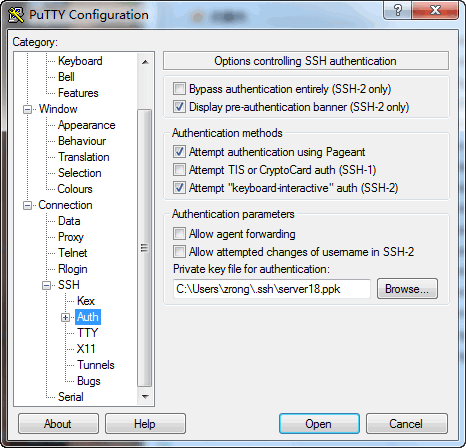 PuTTY Configuration
Category:
Keyboard
Bell
Features
Window
Appearance
Behaviour
Translation
Selection
Colours
Connection
Data
Proxy
Telnet
Rlogin
SSH
Kex
Auth
TTY
X11
Tunnels
Bugs
Serial
Options controlling SSH authentication
Bypass authentication entirely (SSH-2 only)
Display pre-authentication banner (SSH-2 only)
Authentication methods
Attempt authentication using Pageant
Attempt TIS or CryptoCard auth (SSH-1)
Attempt "keyboard-interactive" auth (SSH-2)
Authentication parameters
Allow agent forwarding
Allow attempted changes of username in SSH-2
Private key file for authentication:
C:\Users\zrong\.ssh\server18.ppk
Browse...
About
Help
Open
Cancel